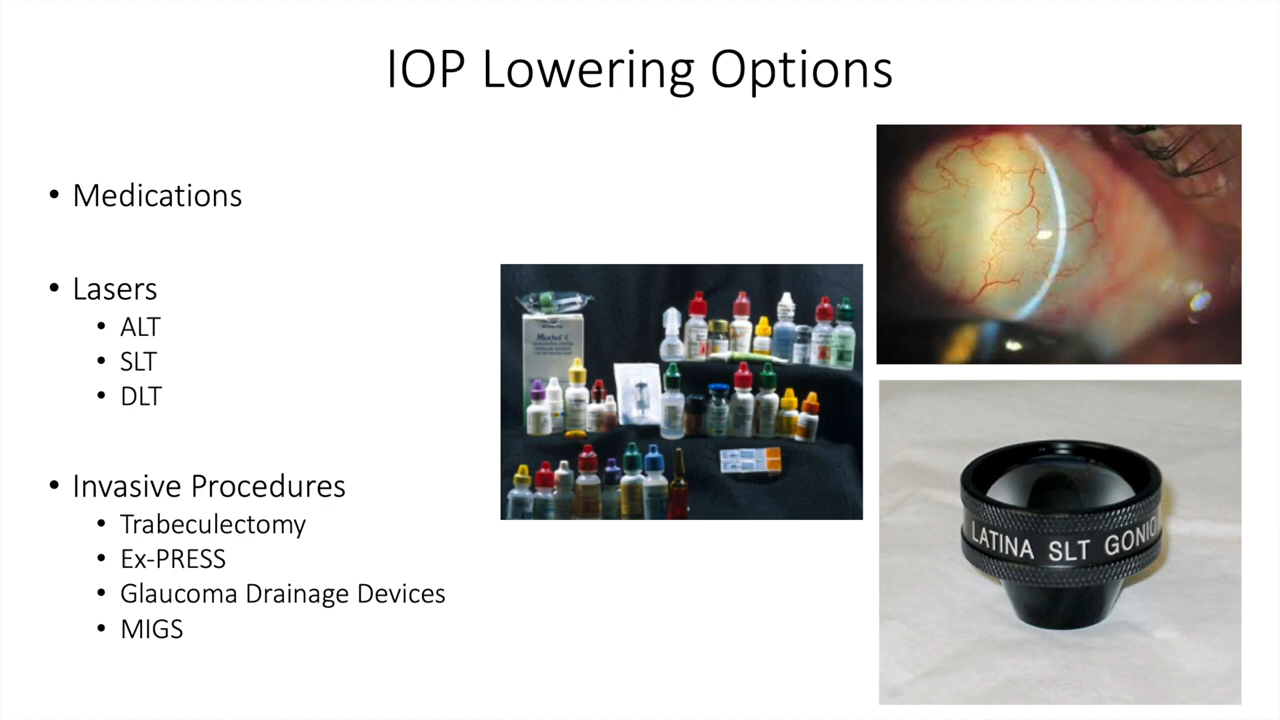 IOP Lowering Options
• Medications
• Lasers
• ALT
• SLT
• DLT
• Invasive Procedures
• Trabeculectomy
• Ex-PRESS
• Glaucoma Drainage Devices
• MIGS
LATINA SLT GONIO